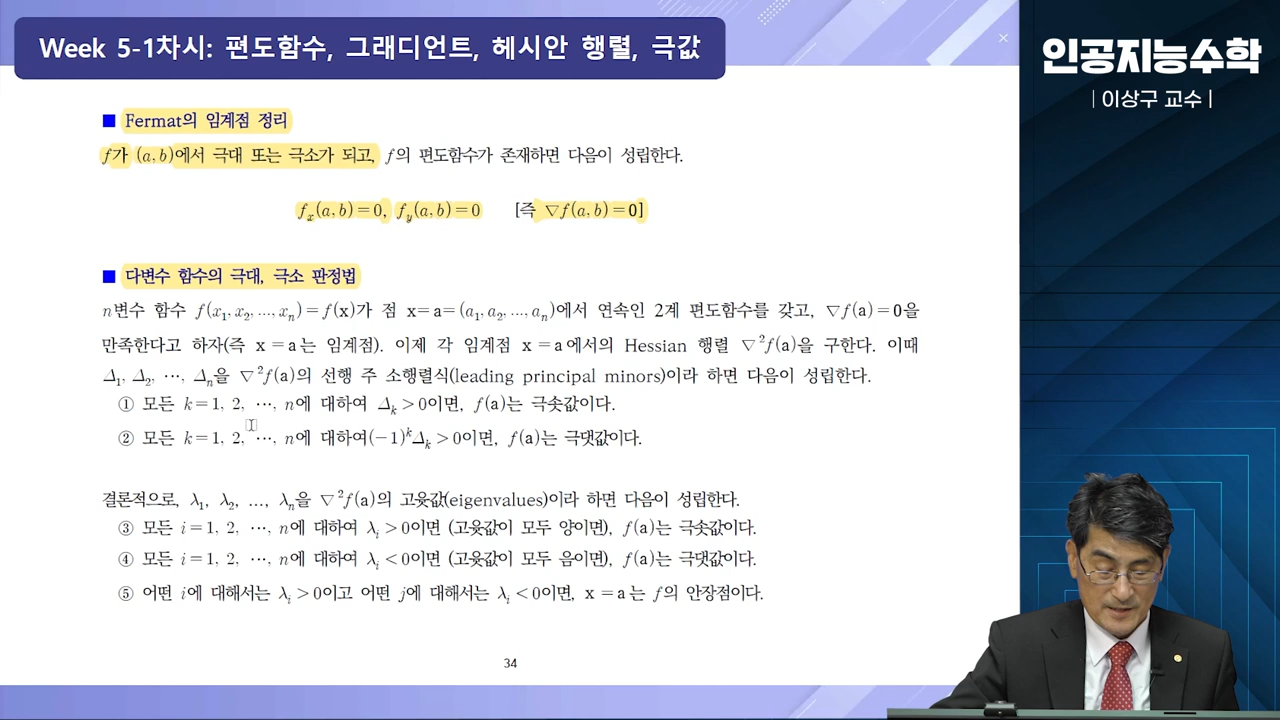 Week 5-1차시: 편도함수, 그래디언트, 헤시안 행렬, 극값
인공지능수학
| 이상구 교수 |
■ Fermat의 임계점 정리
f가 (a, b)에서 극대 또는 극소가 되고, f의 편도함수가 존재하면 다음이 성립한다.
fₓ(a, b)=0, f_y(a, b)=0 [즉 ▽f(a, b)=0]
■ 다변수 함수의 극대, 극소 판정법
n변수 함수 f(x₁, x₂, ..., xₙ)=f(x)가 점 x=a=(a₁, a₂, ..., aₙ)에서 연속인 2계 편도함수를 갖고, ▽f(a)=0을
만족한다고 하자(즉 x=a는 임계점). 이제 각 임계점 x=a에서의 Hessian 행렬 ▽²f(a)을 구한다. 이때
Δ₁, Δ₂, ⋯, Δₙ을 ▽²f(a)의 선행 주 소행렬식(leading principal minors)이라 하면 다음이 성립한다.
① 모든 k=1, 2, ⋯, n에 대하여 Δₖ>0이면, f(a)는 극솟값이다.
② 모든 k=1, 2, ⋯, n에 대하여(−1)ᵏΔₖ>0이면, f(a)는 극댓값이다.
결론적으로, λ₁, λ₂, ..., λₙ을 ▽²f(a)의 고윳값(eigenvalues)이라 하면 다음이 성립한다.
③ 모든 i=1, 2, ⋯, n에 대하여 λᵢ>0이면 (고윳값이 모두 양이면), f(a)는 극솟값이다.
④ 모든 i=1, 2, ⋯, n에 대하여 λᵢ<0이면 (고윳값이 모두 음이면), f(a)는 극댓값이다.
⑤ 어떤 i에 대해서는 λᵢ>0이고 어떤 j에 대해서는 λᵢ<0이면, x=a는 f의 안장점이다.
34